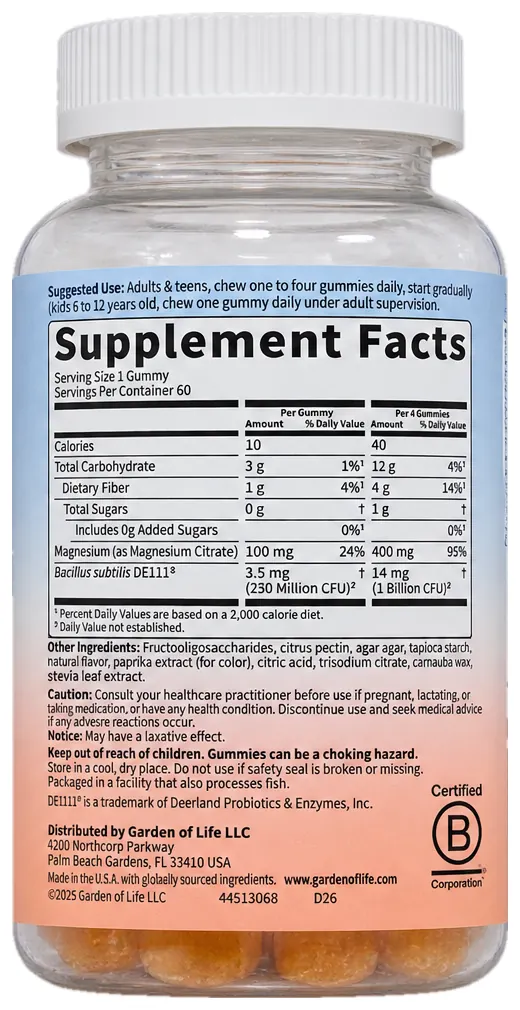 Suggested Use: Adults & teens, chew one to four gummies daily, start gradually
(kids 6 to 12 years old, chew one gummy daily under adult supervision.
Supplement Facts
Serving Size 1 Gummy
Servings Per Container 60
Per Gummy Per 4 Gummies
Amount % Daily Value Amount % Daily Value
Calories 10 40
Total Carbohydrate 3 g 1%¹ 12 g 4%¹
Dietary Fiber 1 g 4%¹ 4 g 14%¹
Total Sugars 0 g † 1 g †
Includes 0g Added Sugars 0%¹ 0%¹
Magnesium (as Magnesium Citrate) 100 mg 24% 400 mg 95%
Bacillus subtilis DE111³ 3.5 mg † 14 mg †
(230 Million CFU)² (1 Billion CFU)²
¹ Percent Daily Values are based on a 2,000 calorie diet.
³ Daily Value not established.
Other Ingredients: Fructooligosaccharides, citrus pectin, agar agar, tapioca starch,
natural flavor, paprika extract (for color), citric acid, trisodium citrate, carnauba wax,
stevia leaf extract.
Caution: Consult your healthcare practitioner before use if pregnant, lactating, or
taking medication, or have any health condition. Discontinue use and seek medical advice
if any advesre reactions occur.
Notice: May have a laxative effect.
Keep out of reach of children. Gummies can be a choking hazard.
Store in a cool, dry place. Do not use if safety seal is broken or missing.
Packaged in a facility that also processes fish.
DE1111® is a trademark of Deerland Probiotics & Enzymes, Inc.
Certified
B
Corporation
Distributed by Garden of Life LLC
4200 Northcorp Parkway
Palm Beach Gardens, FL 33410 USA
Made in the U.S.A. with glolaelly sourced ingredients. www.gardenoflife.com
©2025 Garden of Life LLC 44513068 D26